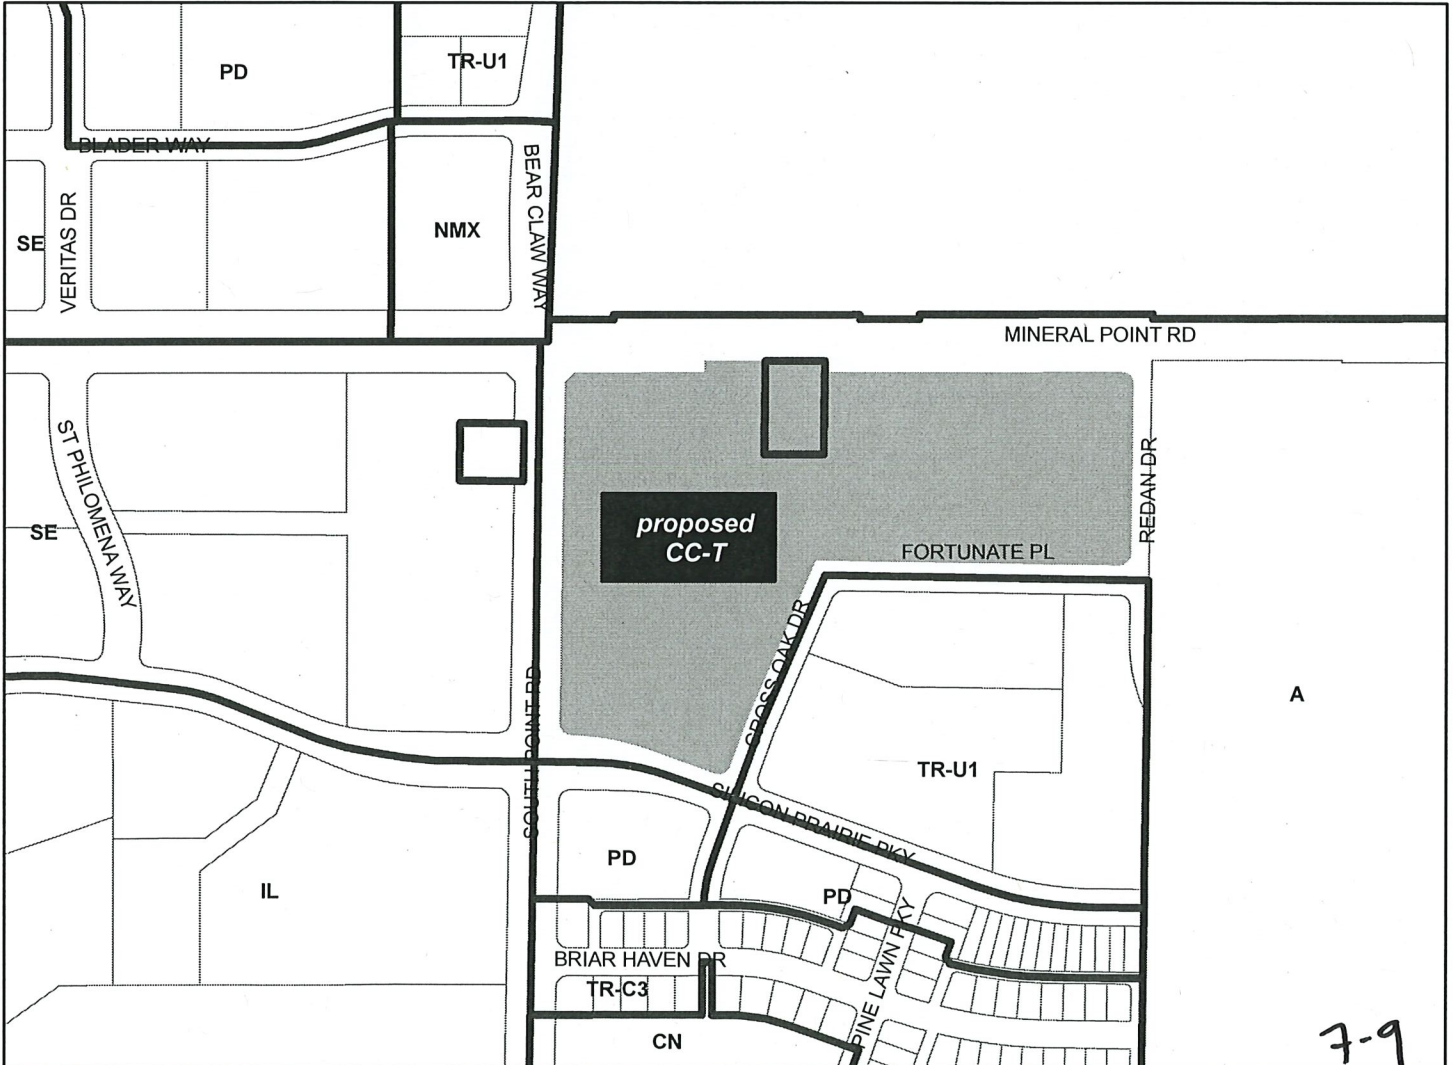 PD
TR-U1
BLADER WAY
BEAR CLAW WAY
VERITAS DR
SE
NMX
MINERAL POINT RD
ST PHILOMENA WAY
SE
REDAN DR
proposed
CC-T
FORTUNATE PL
CROSS OAK DR
A
SOUTH POINT RD
TR-U1
SILICON PRAIRIE PKY
PD
IL
PD
PINE LAWN PKY
BRIAR HAVEN DR
TR-C3
CN
7-9